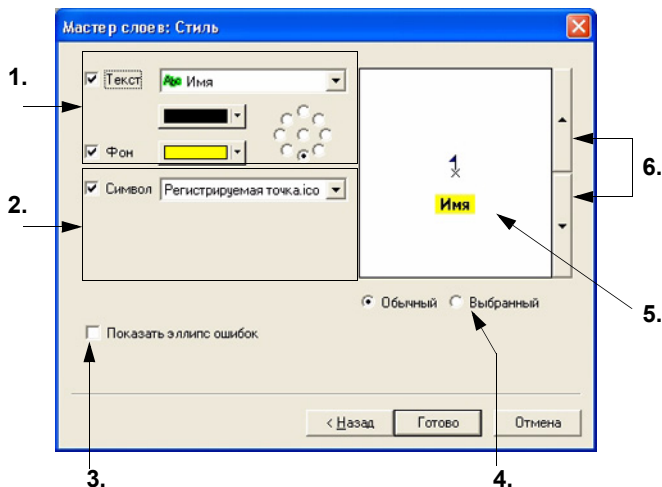 Мастер слоев: Стиль
1.
Текст
Abc Имя
Фон
2.
Символ
Регистрируемая точка.ico
Имя
6.
5.
Обычный Выбранный
Показать эллипс ошибок
< Назад Готово Отмена
3. 4.